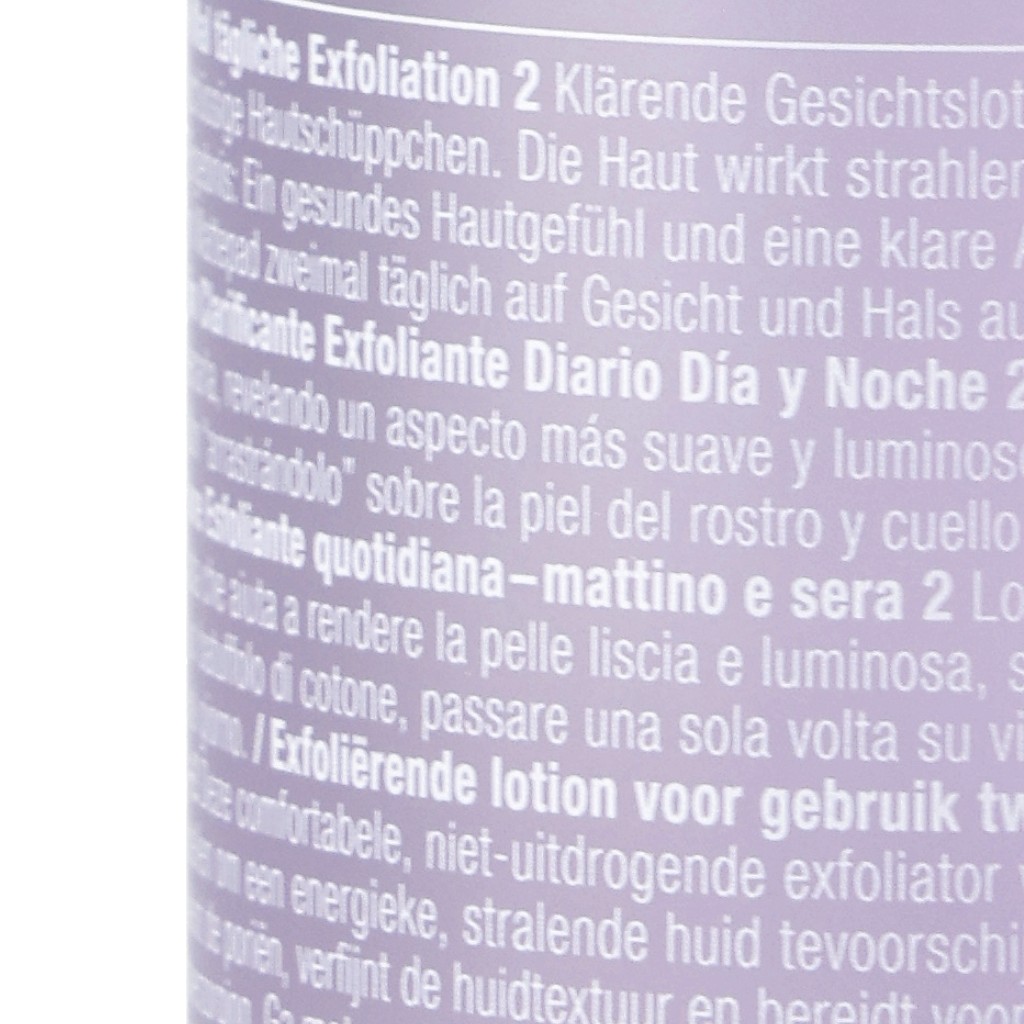 tägliche Exfoliation 2 Klärende Gesichtslot
Hautschüppchen. Die Haut wirkt strahlen
Ein gesundes Hautgefühl und eine klare A
zweimal täglich auf Gesicht und Hals au
Clarificante Exfoliante Diario Día y Noche 2
revelando un aspecto más suave y luminoso
"arrastrándolo" sobre la piel del rostro y cuello
Esfoliante quotidiana–mattino e sera 2 Lo
aiuta a rendere la pelle liscia e luminosa, s
di cotone, passare una sola volta su vi
/ Exfoliërende lotion voor gebruik tw
comfortabele, niet-uitdrogende exfoliator v
om een energieke, stralende huid tevoorschij
poriën, verfijnt de huidtextuur en bereidt voor